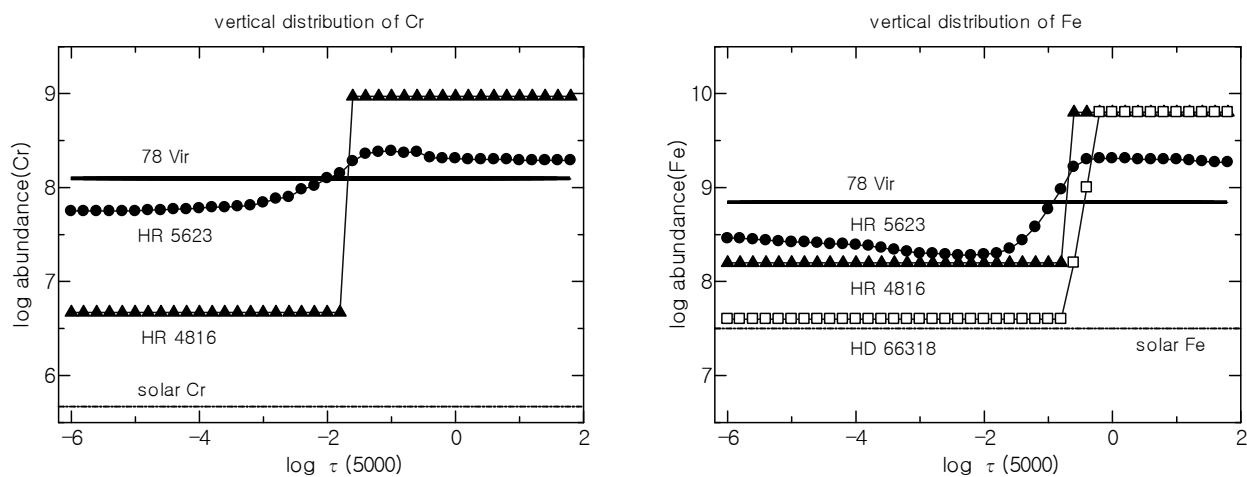 vertical distribution of Cr
9
8
7
6
log abundance(Cr)
78 Vir
HR 5623
HR 4816
solar Cr
−6 −4 −2 0 2
log τ (5000)
vertical distribution of Fe
10
9
8
7
log abundance(Fe)
78 Vir
HR 5623
HR 4816
HD 66318
solar Fe
−6 −4 −2 0 2
log τ (5000)